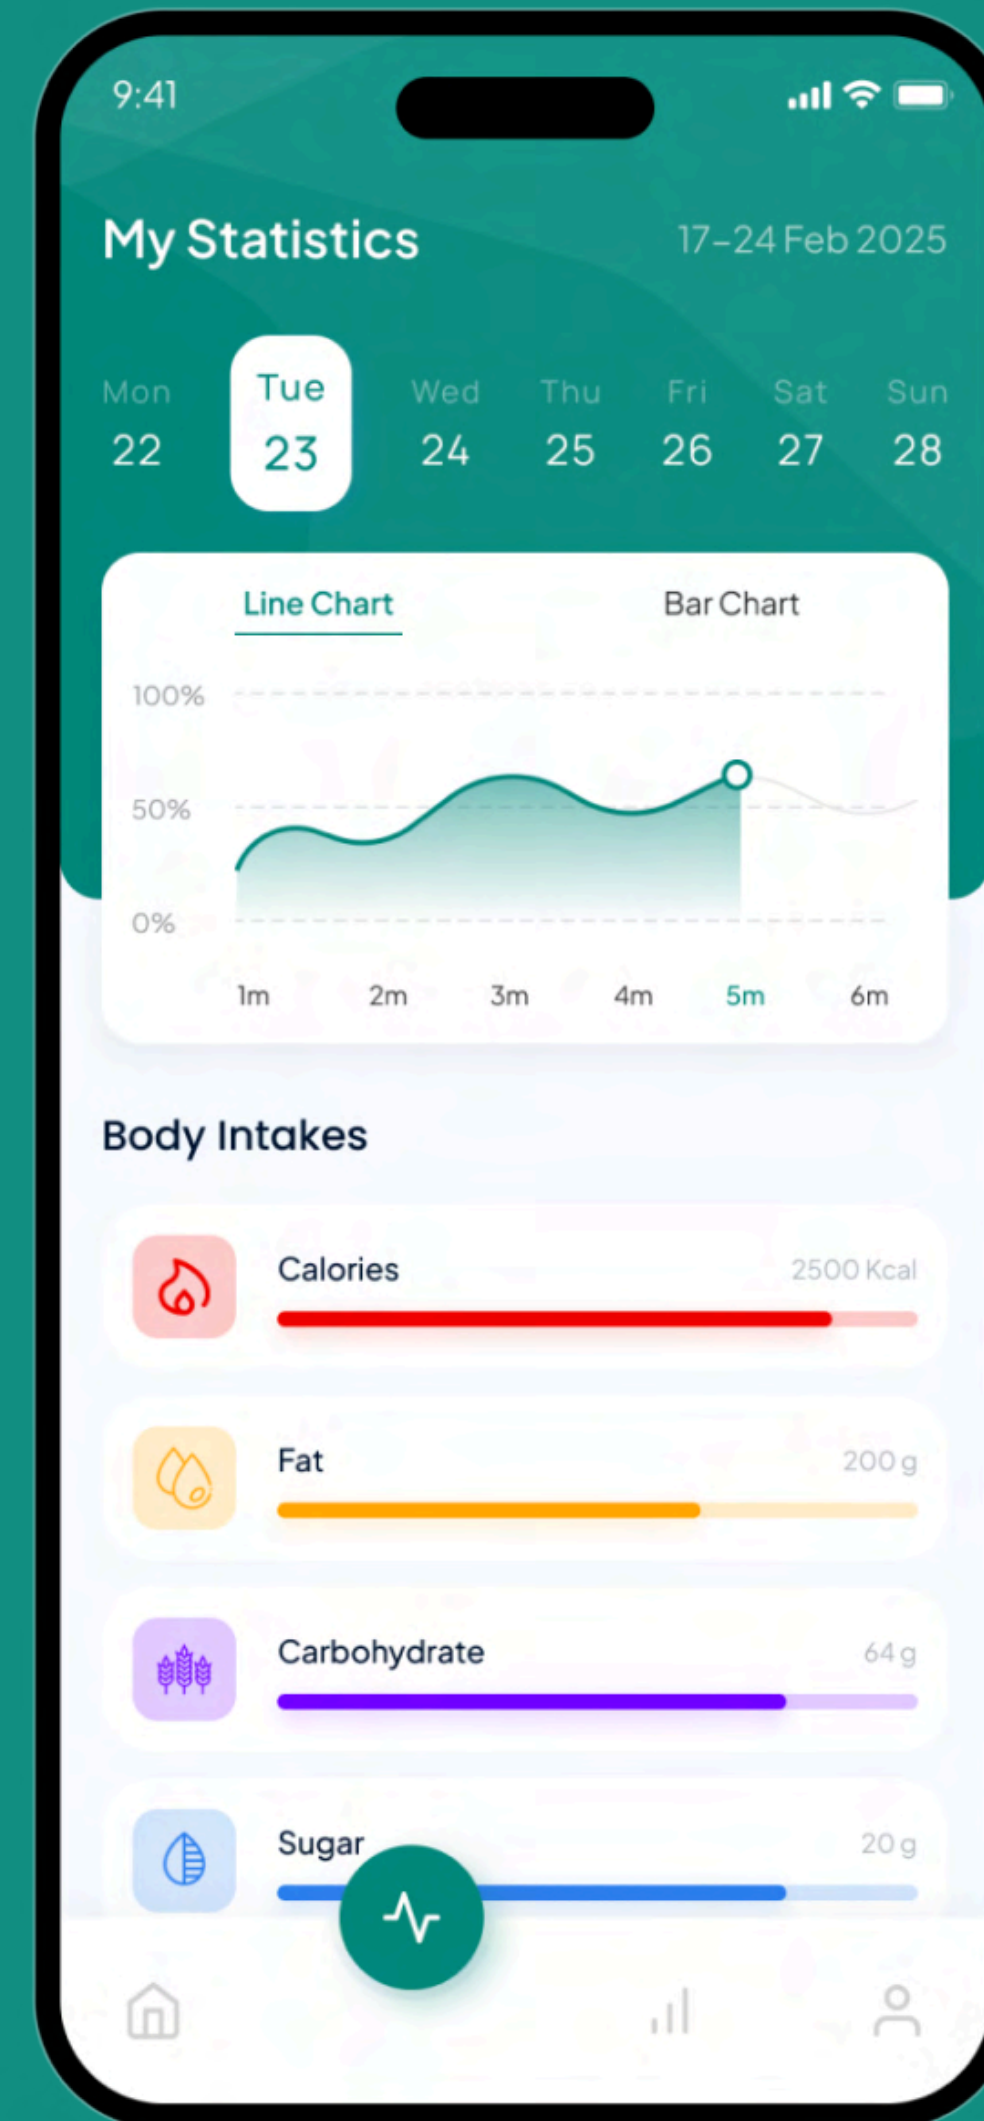 9:41
My Statistics 17–24 Feb 2025
Mon Tue Wed Thu Fri Sat Sun
22 23 24 25 26 27 28
Line Chart Bar Chart
100%
50%
0%
1m 2m 3m 4m 5m 6m
Body Intakes
Calories 2500 Kcal
Fat 200 g
Carbohydrate 64 g
Sugar 20 g